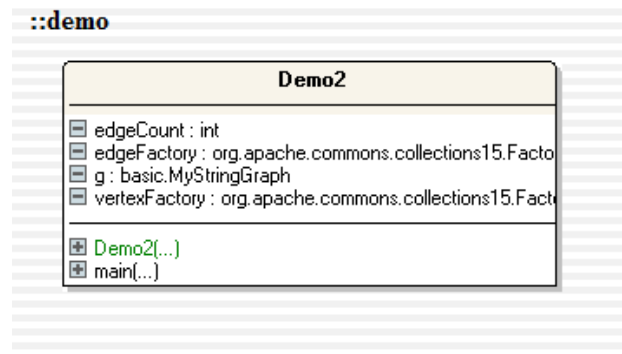 ::demo
Demo2
edgeCount : int
edgeFactory : org.apache.commons.collections15.Facto
g : basic.MyStringGraph
vertexFactory : org.apache.commons.collections15.Fact
Demo2(...)
main(...)